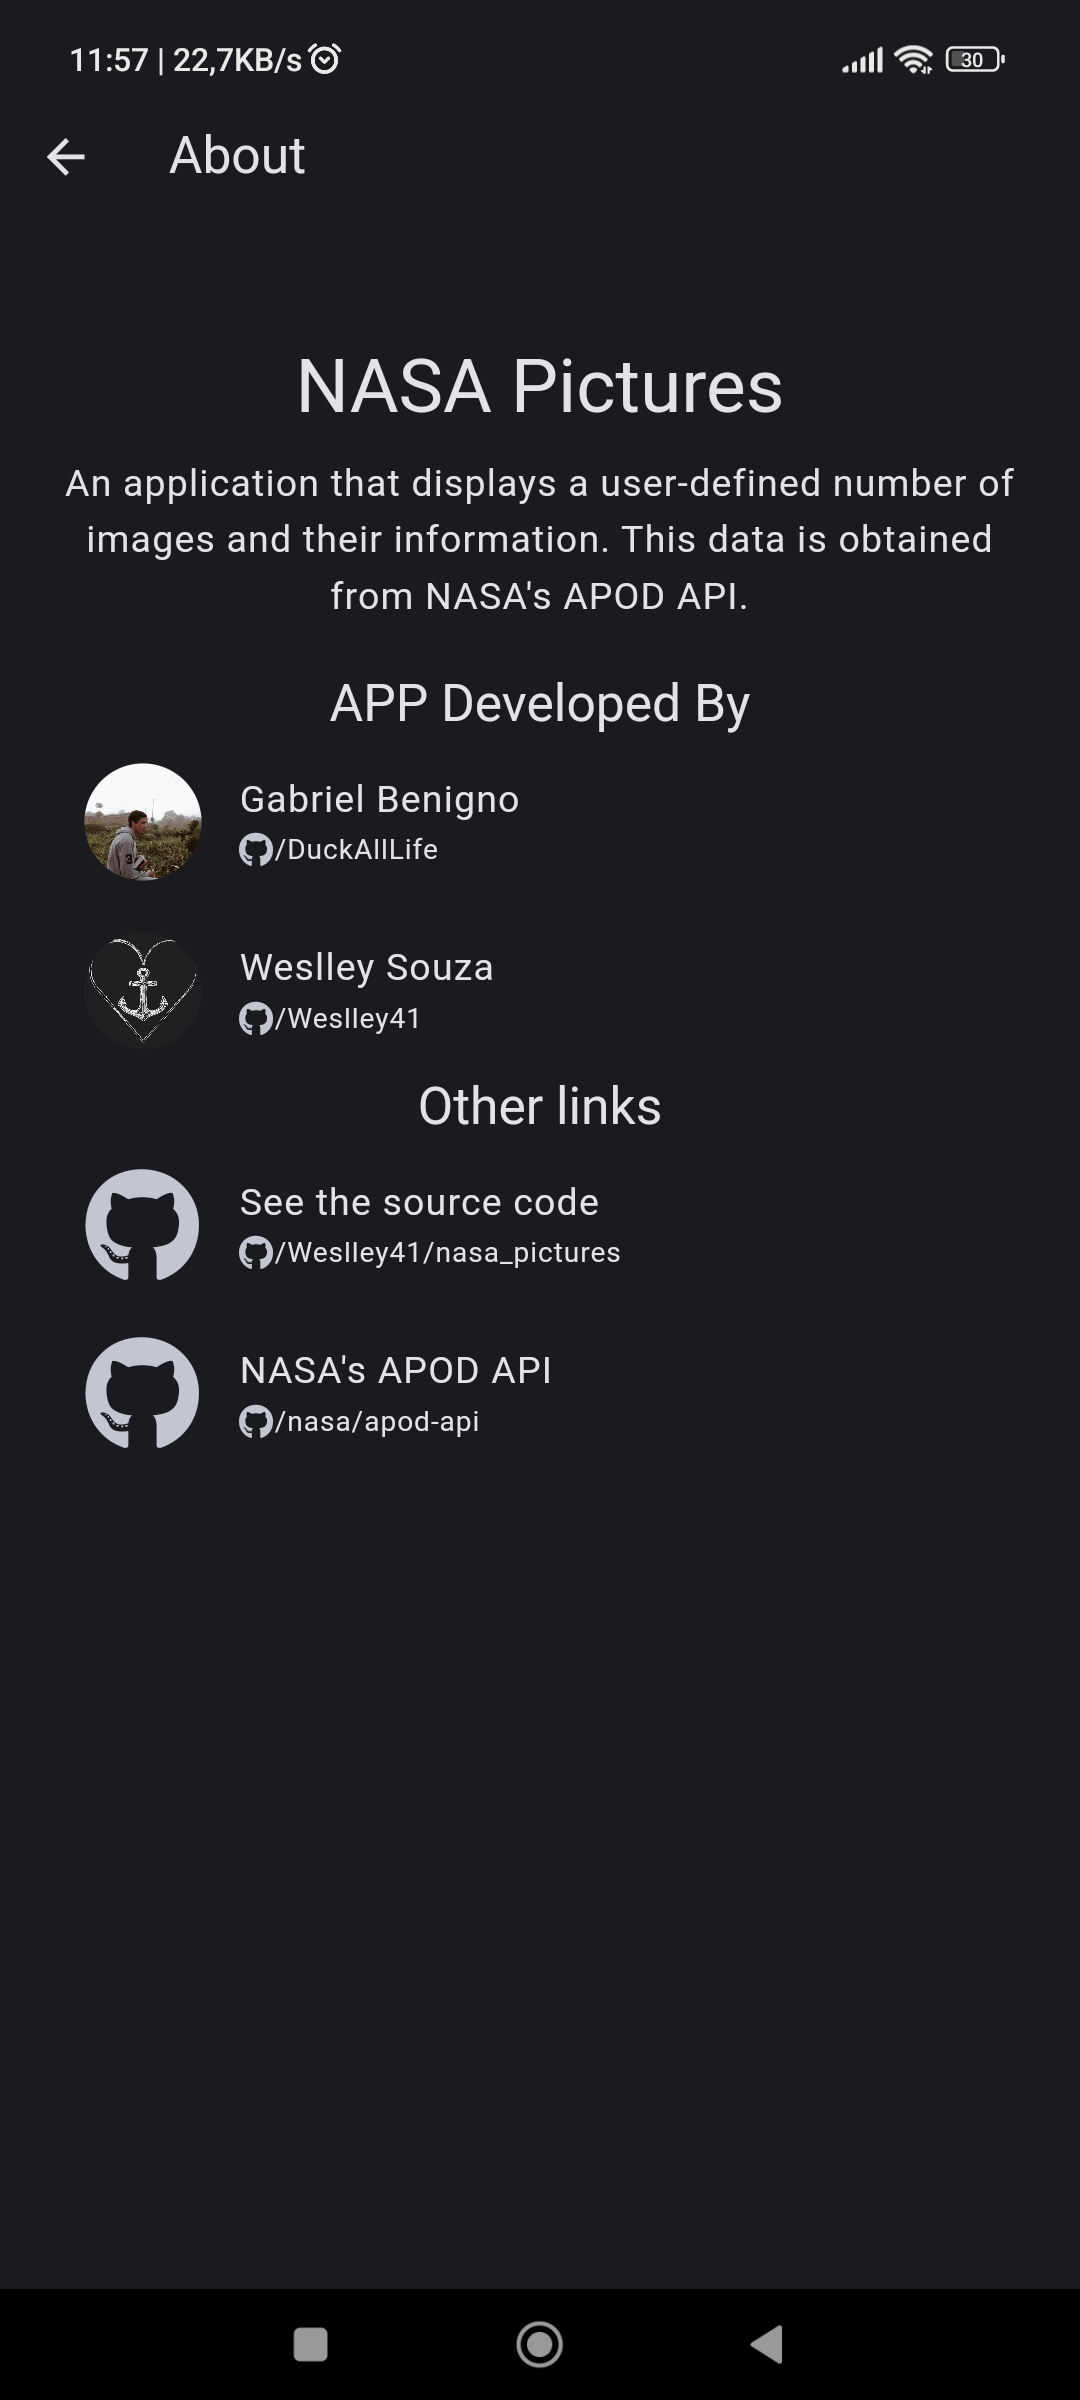 11:57 | 22,7KB/s
30
About
NASA Pictures
An application that displays a user-defined number of
images and their information. This data is obtained
from NASA's APOD API.
APP Developed By
Gabriel Benigno
/DuckAllLife
Weslley Souza
/Weslley41
Other links
See the source code
/Weslley41/nasa_pictures
NASA's APOD API
/nasa/apod-api